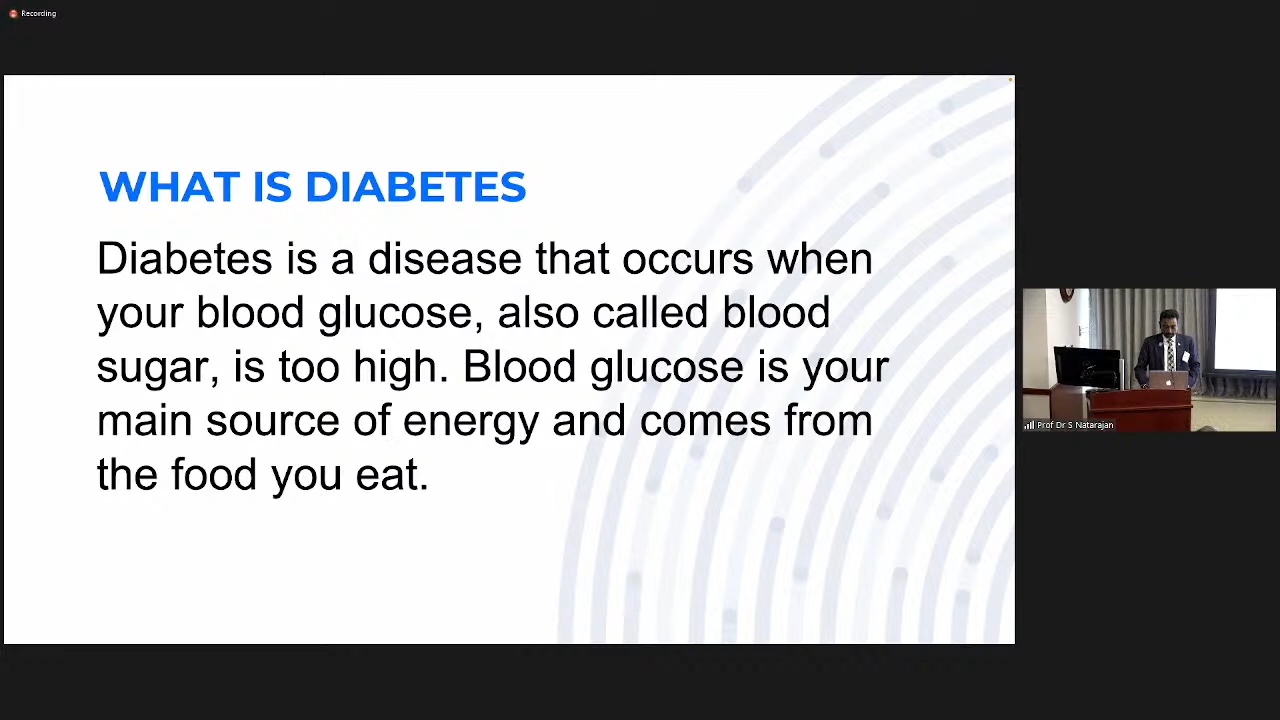 Recording
WHAT IS DIABETES
Diabetes is a disease that occurs when
your blood glucose, also called blood
sugar, is too high. Blood glucose is your
main source of energy and comes from
the food you eat.
Prof Dr S Natarajan